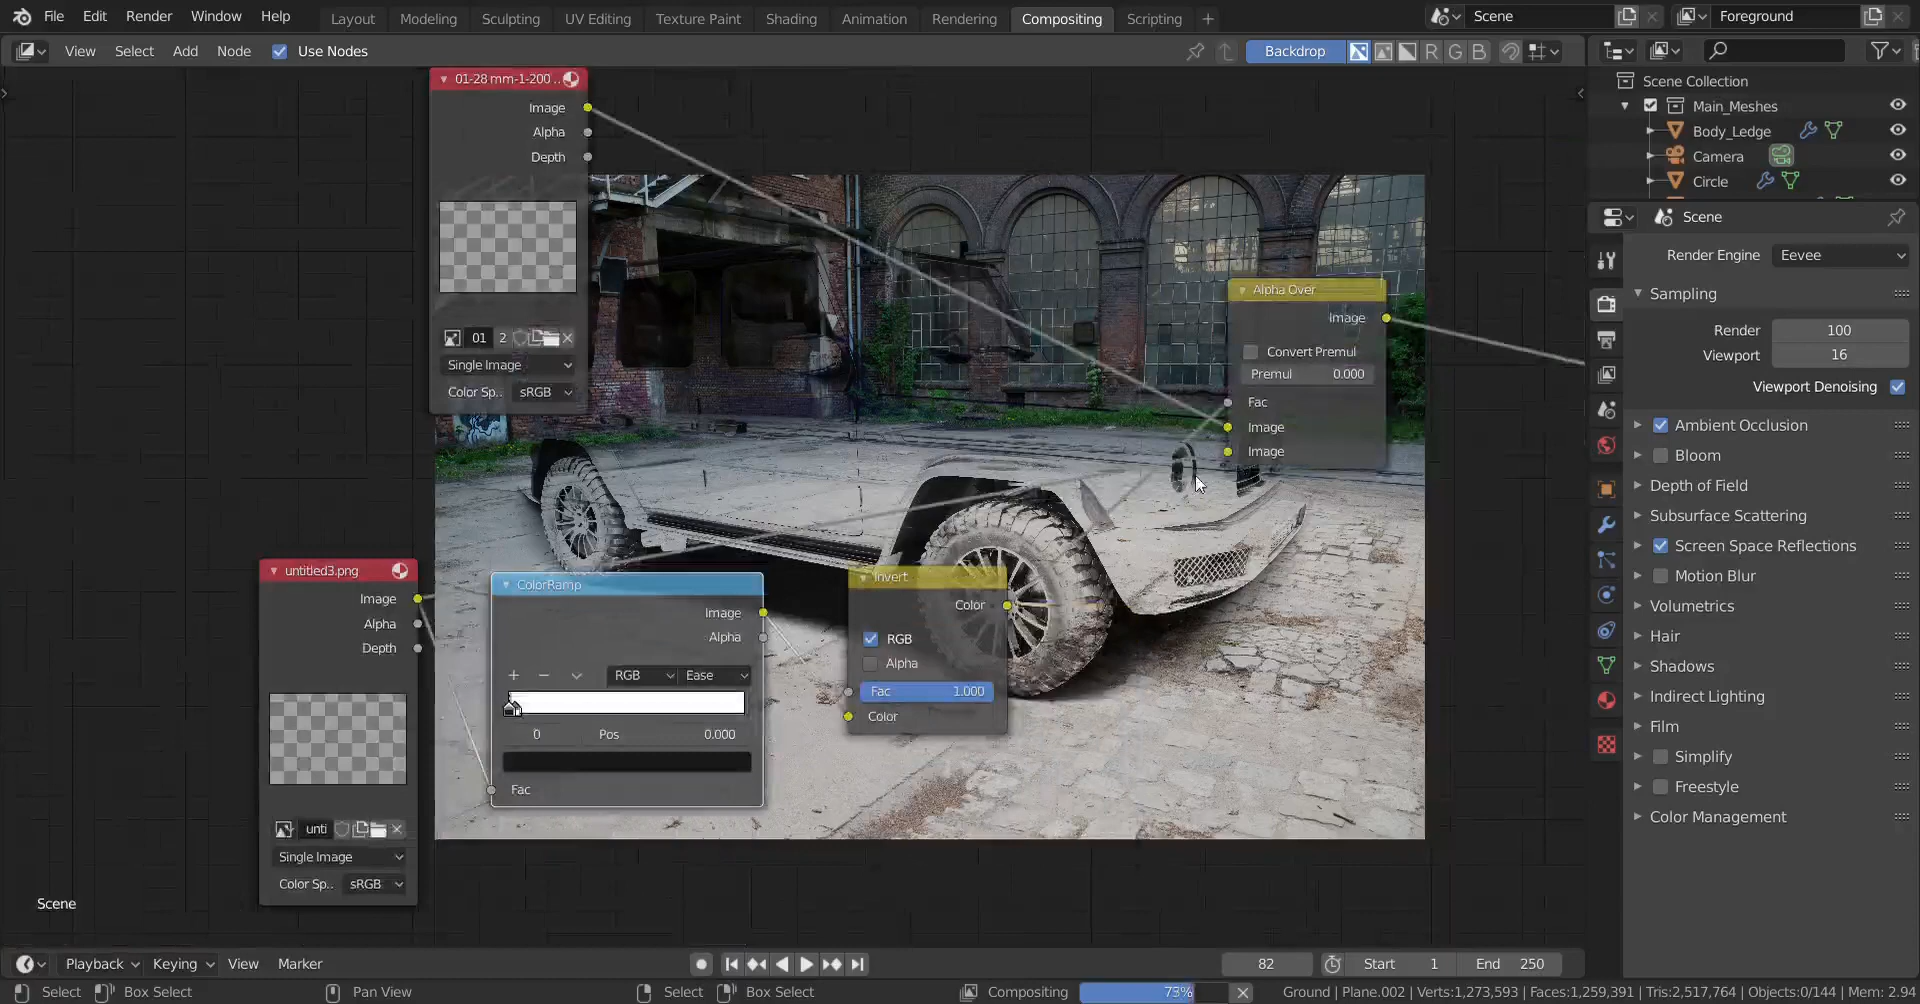 File Edit Render Window Help Layout Modeling Sculpting UV Editing Texture Paint Shading Animation Rendering Compositing Scripting + Scene Foreground
View Select Add Node Use Nodes Backdrop R G B
01-28 mm-1-200 ..
Image
Alpha
Depth
01 2
Single Image
Color Sp.. sRGB
Alpha Over
Image
Convert Premul
Premul 0.000
Fac
Image
Image
untitled3.png
Image
Alpha
Depth
unti
Single Image
Color Sp.. sRGB
ColorRamp
Image
Alpha
RGB Ease
0 Pos 0.000
Fac
Invert
Color
RGB
Alpha
Fac 1.000
Color
Scene
Scene Collection
Main_Meshes
Body_Ledge
Camera
Circle
Scene
Render Engine Eevee
Sampling
Render 100
Viewport 16
Viewport Denoising
Ambient Occlusion
Bloom
Depth of Field
Subsurface Scattering
Screen Space Reflections
Motion Blur
Volumetrics
Hair
Shadows
Indirect Lighting
Film
Simplify
Freestyle
Color Management
Playback Keying View Marker 82 Start 1 End 250
Select Box Select Pan View Select Box Select Compositing 73% Ground | Plane.002 | Verts:1,273,593 | Faces:1,259,391 | Tris:2,517,764 | Objects:0/144 | Mem: 2.94